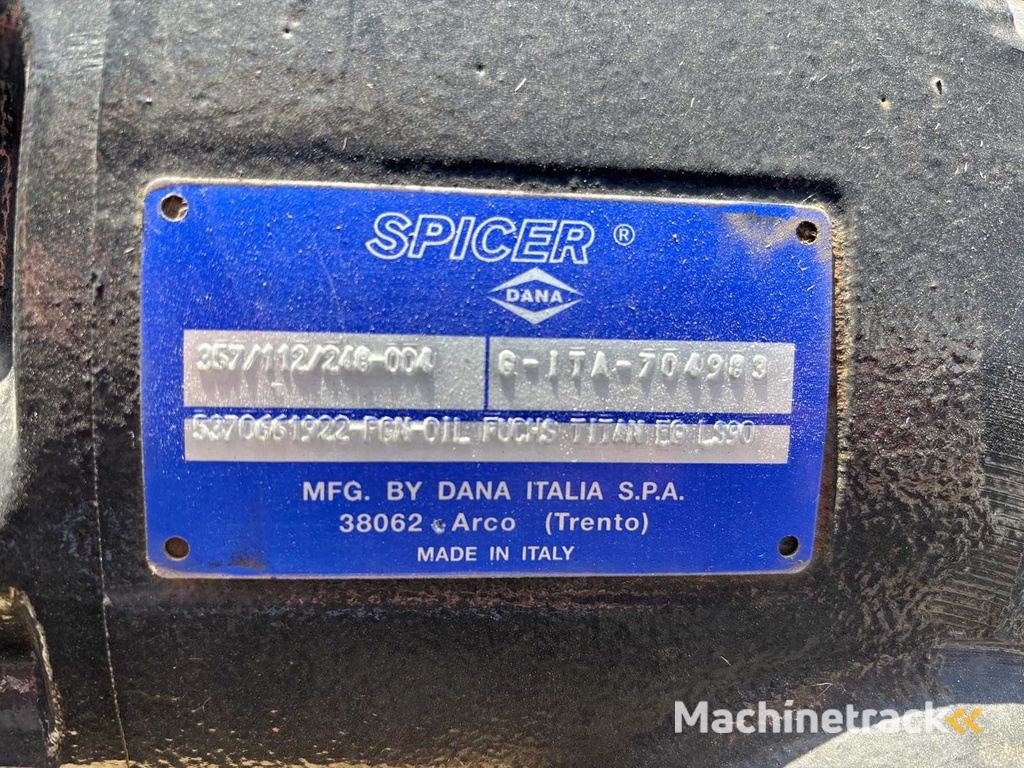 SPICER ®
DANA
357/112/248-004 G-ITA-704983
5370661922-PGN-OIL FUCHS TITAN EG LS90
MFG. BY DANA ITALIA S.P.A.
38062 Arco (Trento)
MADE IN ITALY
Machinetrack